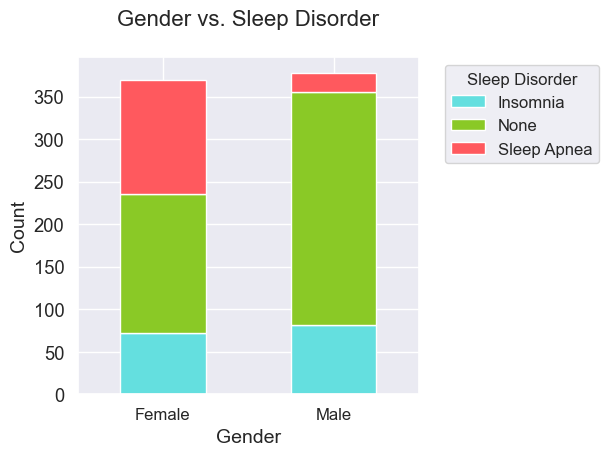 Gender vs. Sleep Disorder
Sleep Disorder
Insomnia
None
Sleep Apnea
Count
350
300
250
200
150
100
50
0
Female
Male
Gender